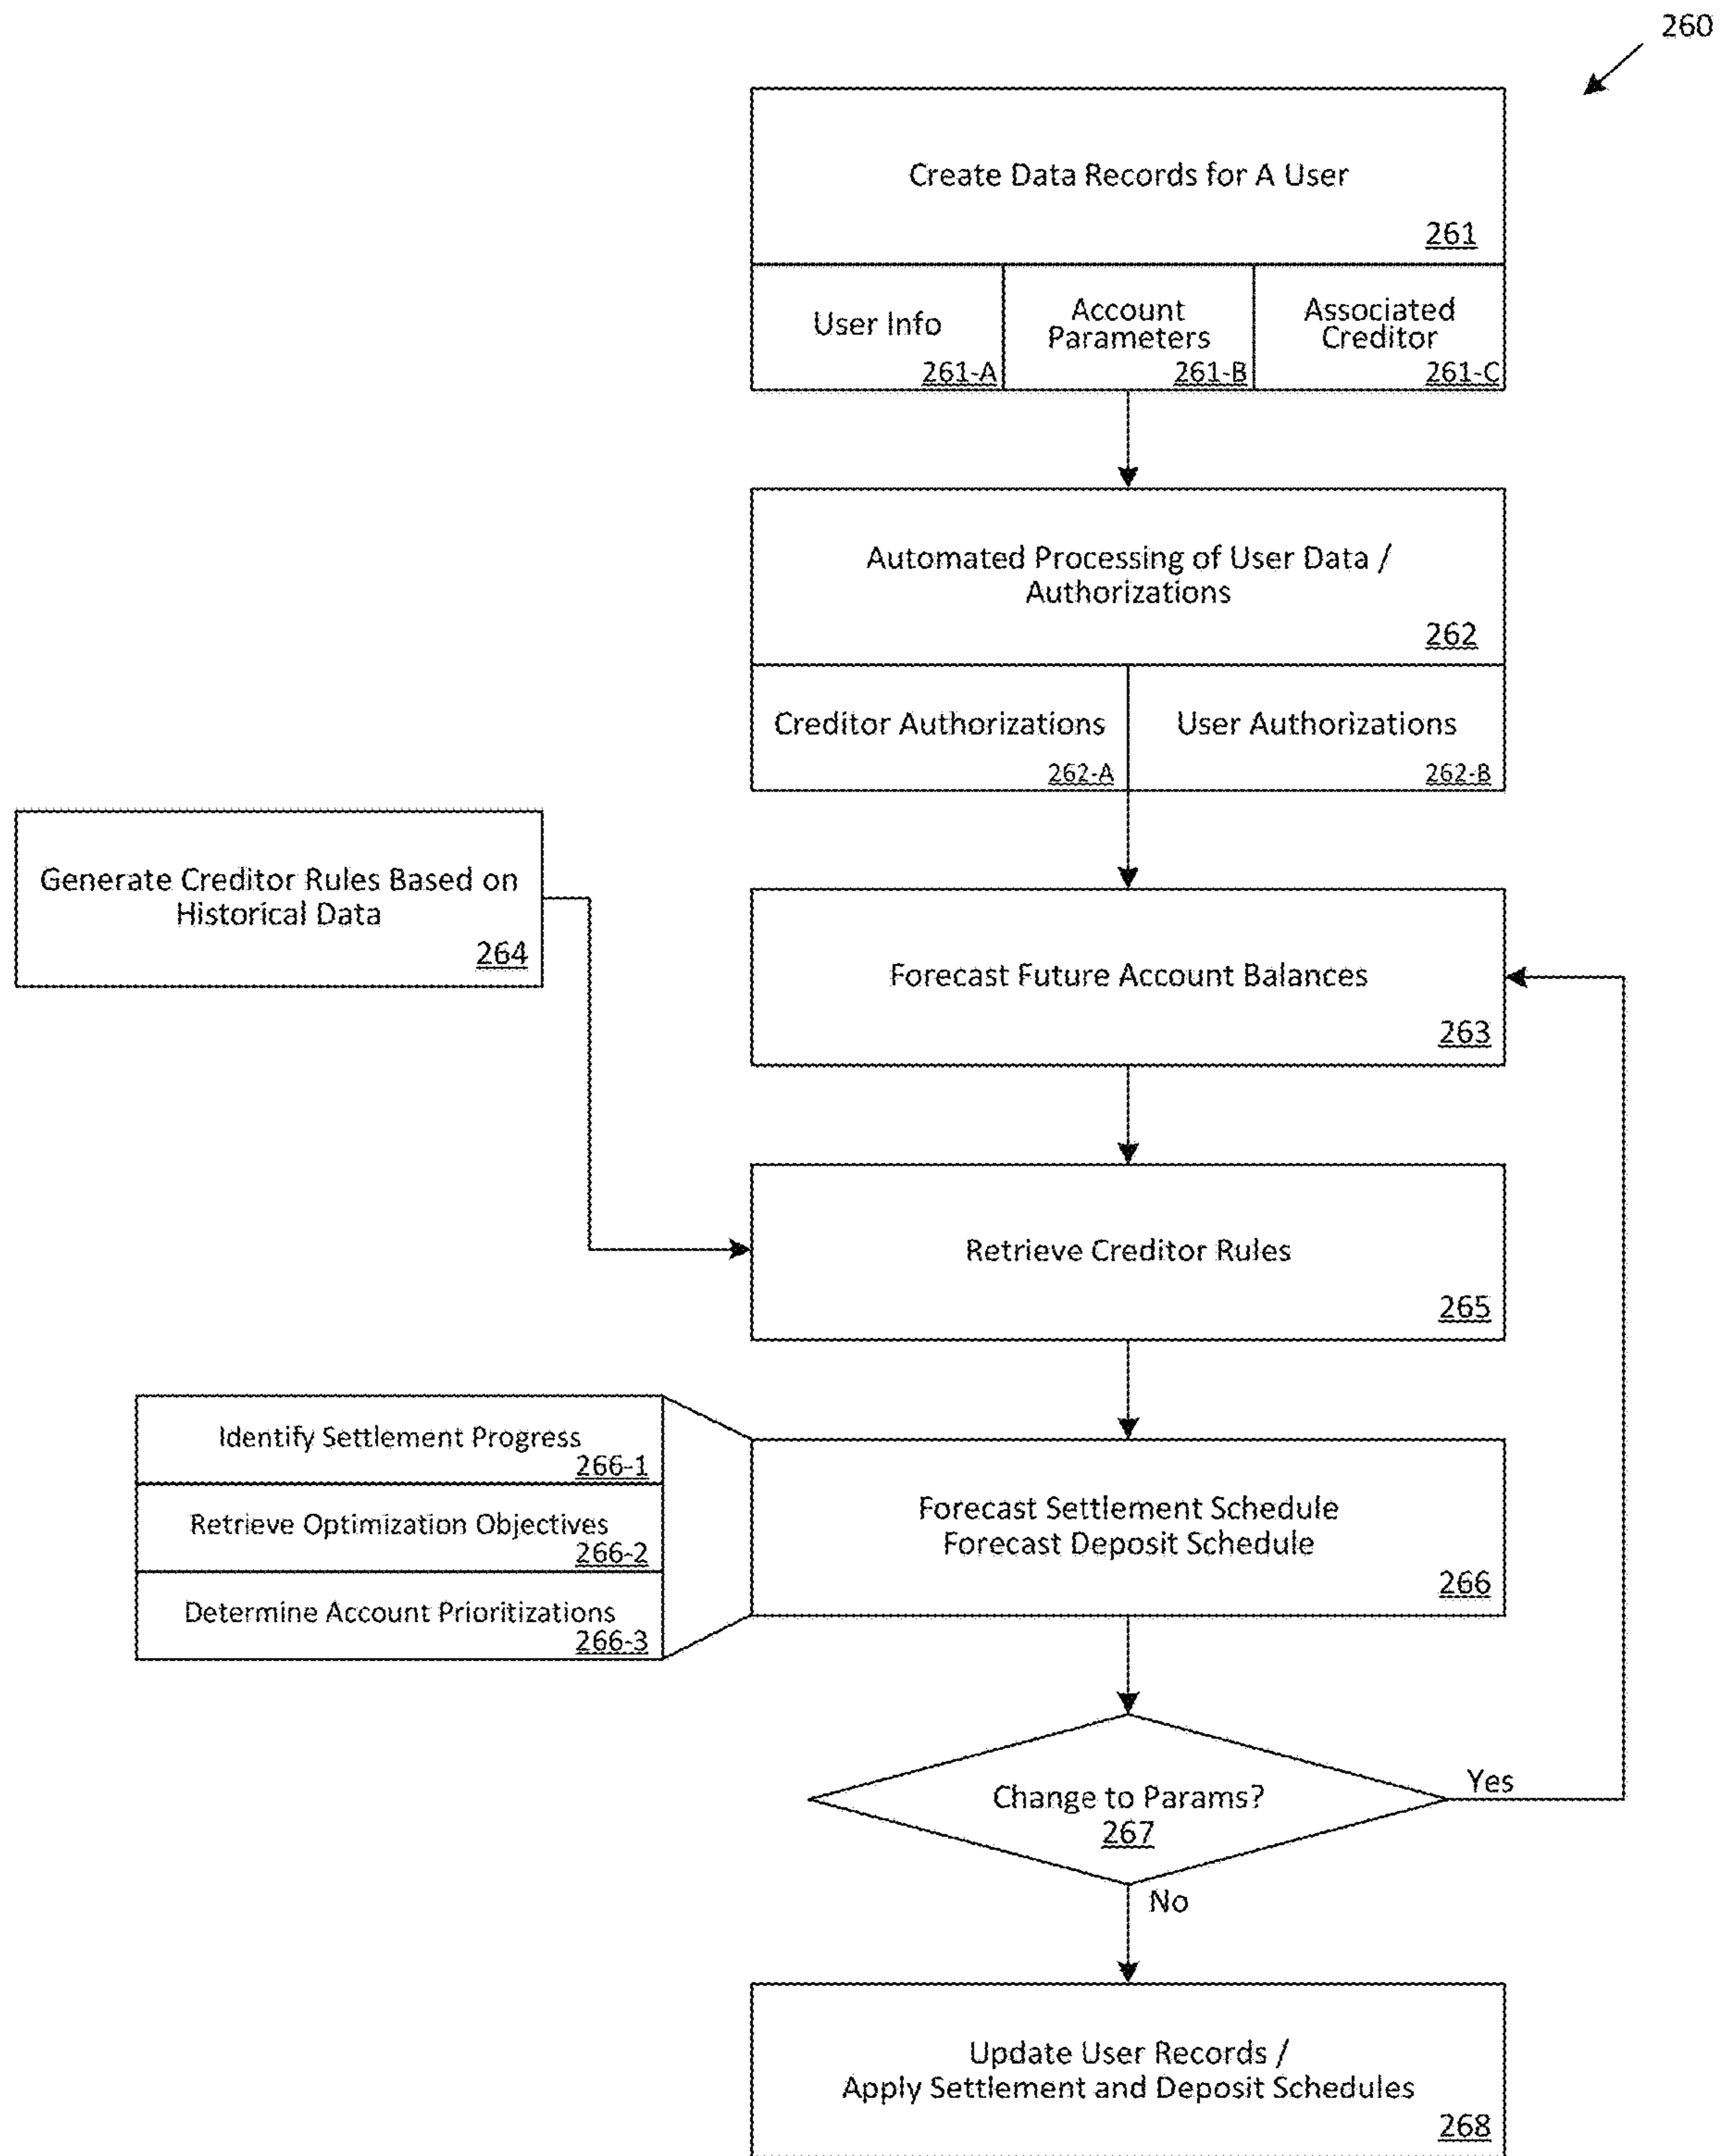 260
Create Data Records for A User
261
User Info
261-A
Account
Parameters
261-B
Associated
Creditor
261-C
Automated Processing of User Data /
Authorizations
262
Creditor Authorizations
262-A
User Authorizations
262-B
Generate Creditor Rules Based on
Historical Data
264
Forecast Future Account Balances
263
Retrieve Creditor Rules
265
Identify Settlement Progress
266-1
Retrieve Optimization Objectives
266-2
Determine Account Prioritizations
266-3
Forecast Settlement Schedule
Forecast Deposit Schedule
266
Change to Params?
267
Yes
No
Update User Records /
Apply Settlement and Deposit Schedules
268